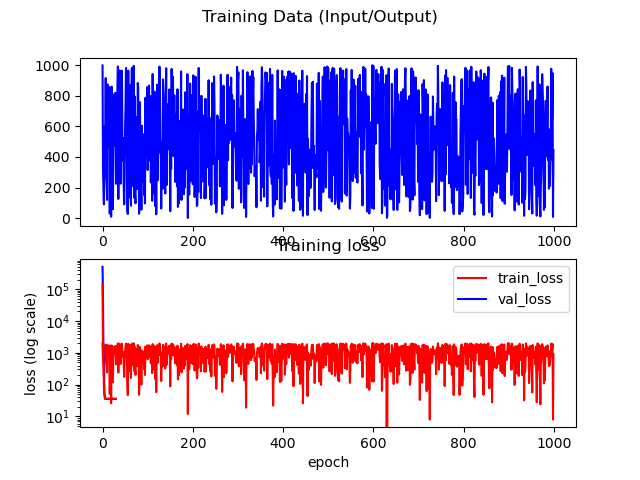 Training Data (Input/Output)
1000
800
600
400
200
0
0 200 400 600 800 1000
Training loss
10^5
10^4
10^3
10^2
10^1
loss (log scale)
train_loss
val_loss
0 200 400 600 800 1000
epoch